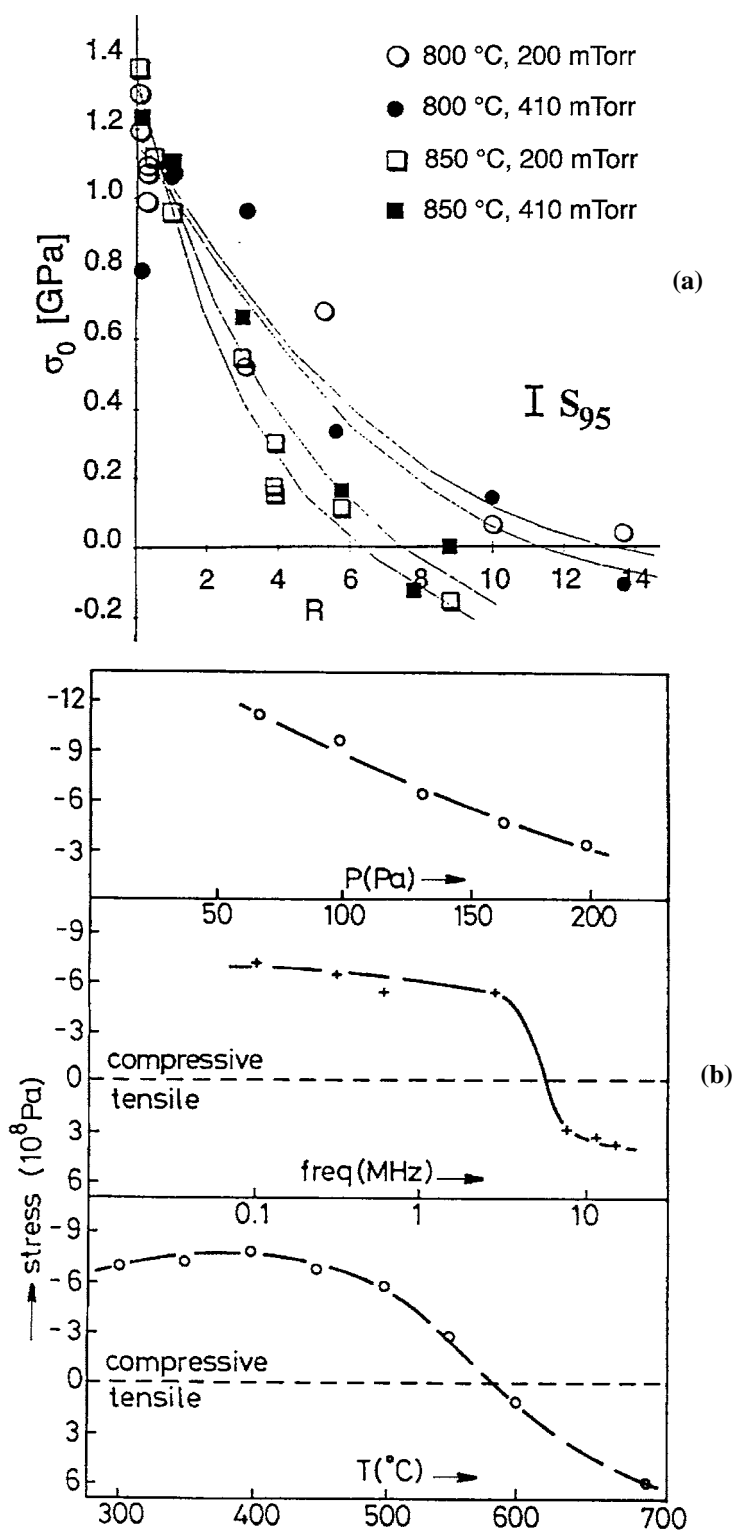 1.4
1.2
1.0
0.8
0.6
0.4
0.2
0.0
-0.2
σ₀ [GPa]
800 °C, 200 mTorr
800 °C, 410 mTorr
850 °C, 200 mTorr
850 °C, 410 mTorr
(a)
I S₉₅
2 4 6 8 10 12 14
R
-12
-9
-6
-3
P(Pa)
50 100 150 200
-9
-6
-3
0
3
6
compressive
tensile
(b)
freq(MHz)
0.1 1 10
stress (10⁸Pa)
-9
-6
-3
0
3
6
compressive
tensile
T(°C)
300 400 500 600 700